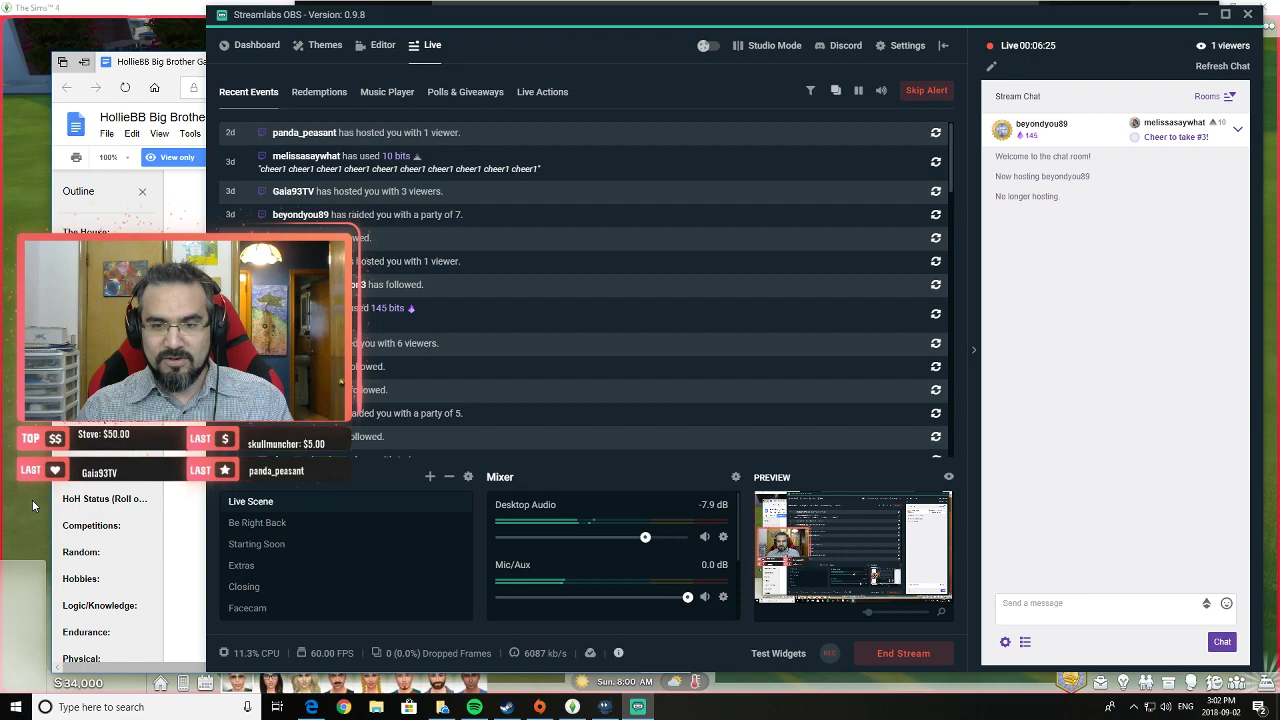 The Sims™ 4
Streamlabs OBS - Version: 0.9.8
Dashboard
Themes
Editor
Live
Studio Mode
Discord
Settings
Live 00:06:25
1 viewers
Refresh Chat
HollieBB Big Brother Ga
HollieBB Big Brother
File Edit View Tools
100%
View only
Outline
The House:
HoH Status (Roll o...
Competitions:
Random:
Hobbies:
Logic/Knowledge:
Endurance:
Physical:
Recent Events
Redemptions
Music Player
Polls & Giveaways
Live Actions
Skip Alert
2d panda_peasant has hosted you with 1 viewer.
3d melissasaywhat has used 10 bits
"cheer1 cheer1 cheer1 cheer1 cheer1 cheer1 cheer1 cheer1 cheer1 cheer1"
3d Gaia93TV has hosted you with 3 viewers.
3d beyondyou89 has raided you with a party of 7.
owed.
s hosted you with 1 viewer.
on3 has followed.
used 145 bits
you with 6 viewers.
followed.
followed.
aided you with a party of 5.
ollowed.
TOP $$ Steve: $50.00
LAST $ skullmuncher: $5.00
LAST Gaia93TV
LAST panda_peasant
Live Scene
Be Right Back
Starting Soon
Extras
Closing
Facecam
Mixer
Desktop Audio -7.9 dB
Mic/Aux 0.0 dB
PREVIEW
Stream Chat
Rooms
beyondyou89
145
melissasaywhat 10
Cheer to take #3!
Welcome to the chat room!
Now hosting beyondyou89
No longer hosting.
Send a message
Chat
11.3% CPU
60.00 FPS
0 (0.0%) Dropped Frames
6087 kb/s
Test Widgets
REC
End Stream
§34,000
Sun. 8:00 AM
Type here to search
ENG
3:02 PM
2018-09-02